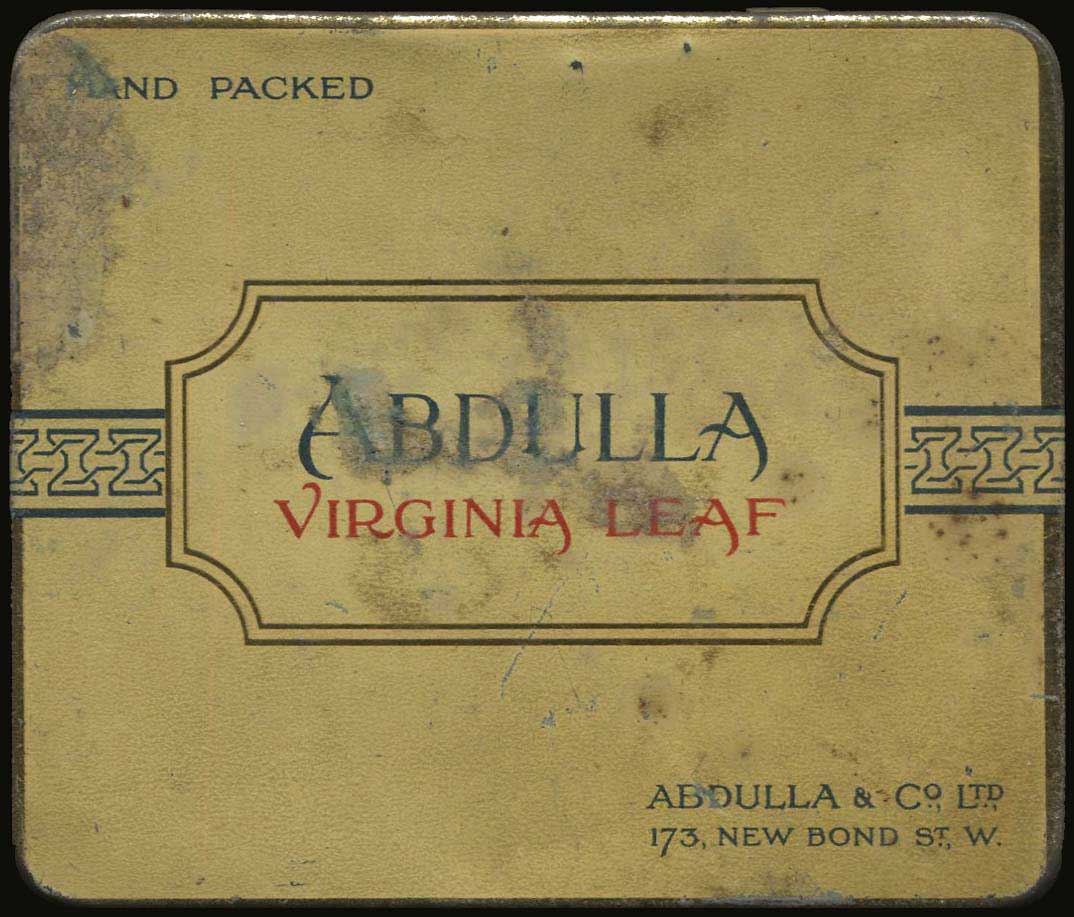 HAND PACKED
ABDULLA
VIRGINIA LEAF
ABDULLA & Co., LTD.,
173, NEW BOND ST., W.